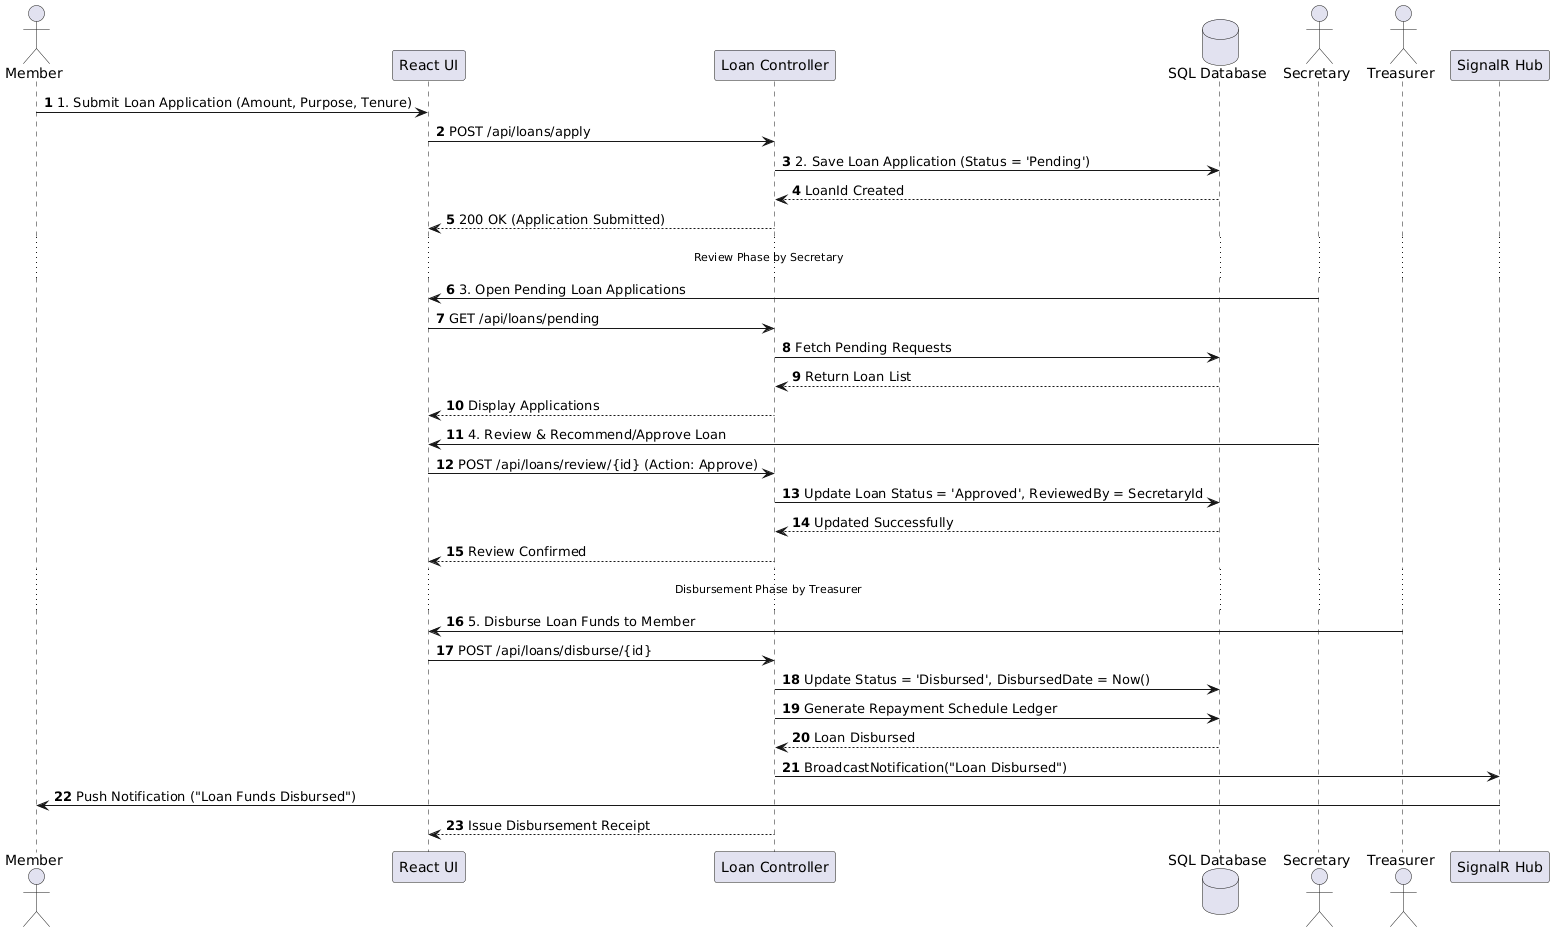 Member
React UI
Loan Controller
SQL Database
Secretary
Treasurer
SignalR Hub
1 1. Submit Loan Application (Amount, Purpose, Tenure)
2 POST /api/loans/apply
3 2. Save Loan Application (Status = 'Pending')
4 LoanId Created
5 200 OK (Application Submitted)
Review Phase by Secretary
6 3. Open Pending Loan Applications
7 GET /api/loans/pending
8 Fetch Pending Requests
9 Return Loan List
10 Display Applications
11 4. Review & Recommend/Approve Loan
12 POST /api/loans/review/{id} (Action: Approve)
13 Update Loan Status = 'Approved', ReviewedBy = SecretaryId
14 Updated Successfully
15 Review Confirmed
Disbursement Phase by Treasurer
16 5. Disburse Loan Funds to Member
17 POST /api/loans/disburse/{id}
18 Update Status = 'Disbursed', DisbursedDate = Now()
19 Generate Repayment Schedule Ledger
20 Loan Disbursed
21 BroadcastNotification("Loan Disbursed")
22 Push Notification ("Loan Funds Disbursed")
23 Issue Disbursement Receipt
Member
React UI
Loan Controller
SQL Database
Secretary
Treasurer
SignalR Hub